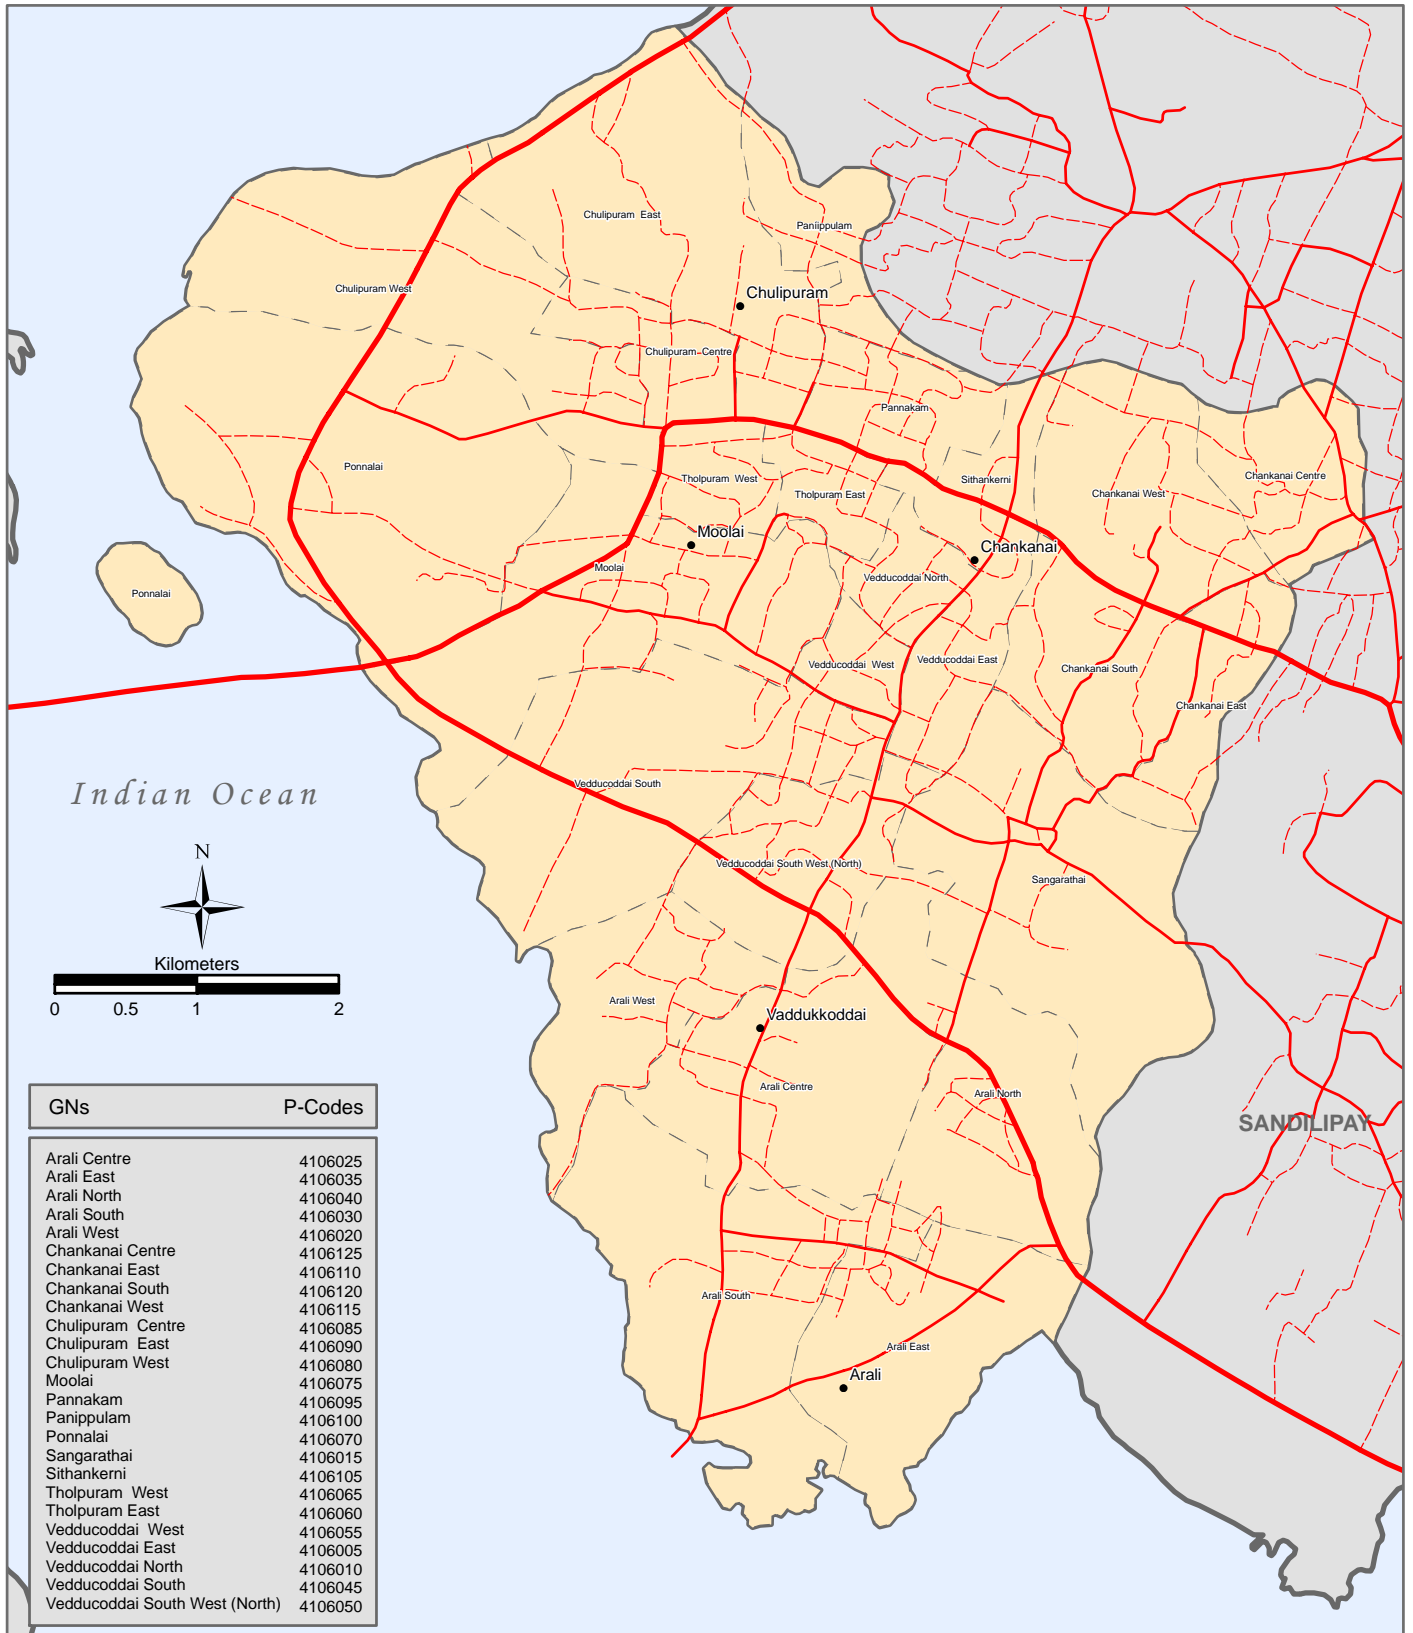 Chulipuram East
Paniippulam
Chulipuram West
Chulipuram
Chulipuram Centre
Pannakam
Ponnalai
Tholpuram West
Tholpuram East
Sithankerni
Chankanai West
Chankanai Centre
Moolai
Chankanai
Moolai
Vedducoddai North
Ponnalai
Vedducoddai West
Vedducoddai East
Chankanai South
Chankanai East
Indian Ocean
Vedducoddai South
N
Vedducoddai South West (North)
Sangarathai
Kilometers
0 0.5 1 2
Arali West
Vaddukkoddai
Arali Centre
Arali North
SANDILIPAY
Arali South
Arali East
Arali
GNs P-Codes
Arali Centre 4106025
Arali East 4106035
Arali North 4106040
Arali South 4106030
Arali West 4106020
Chankanai Centre 4106125
Chankanai East 4106110
Chankanai South 4106120
Chankanai West 4106115
Chulipuram Centre 4106085
Chulipuram East 4106090
Chulipuram West 4106080
Moolai 4106075
Pannakam 4106095
Panippulam 4106100
Ponnalai 4106070
Sangarathai 4106015
Sithankerni 4106105
Tholpuram West 4106065
Tholpuram East 4106060
Vedducoddai West 4106055
Vedducoddai East 4106005
Vedducoddai North 4106010
Vedducoddai South 4106045
Vedducoddai South West (North) 4106050